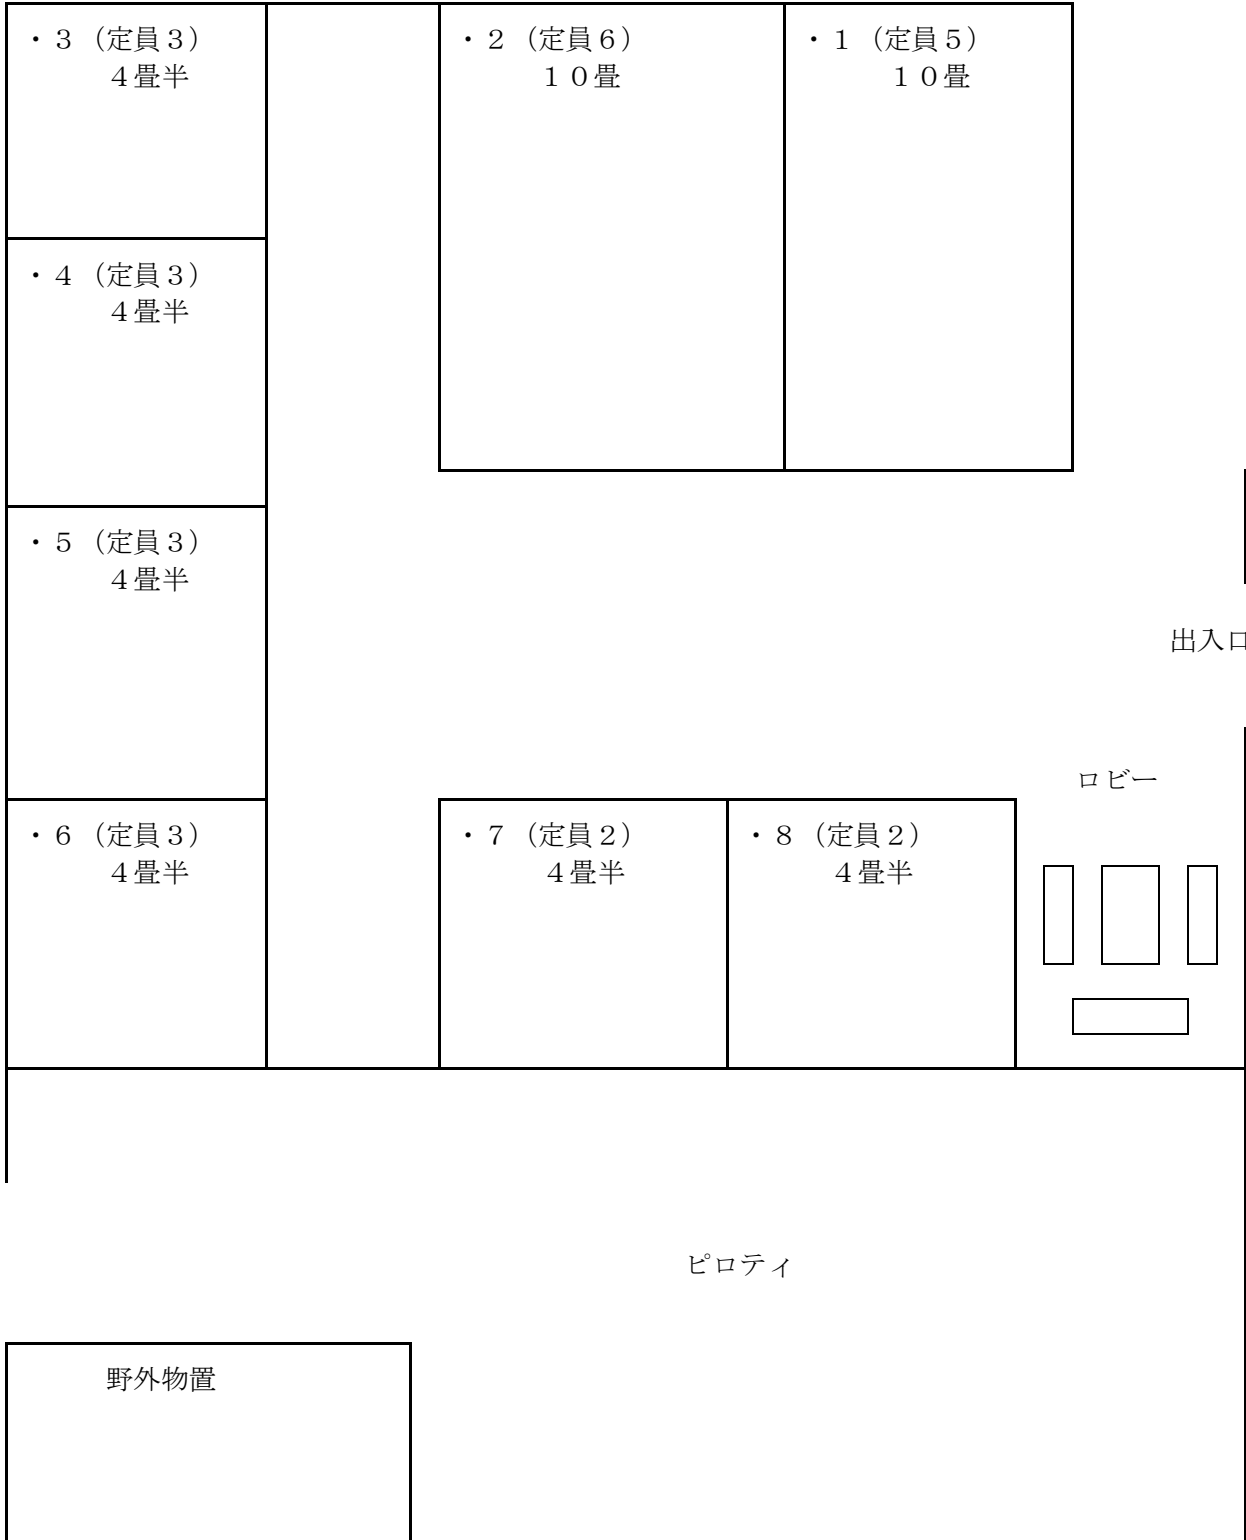 ・３（定員３）
４畳半
・２（定員６）
１０畳
・１（定員５）
１０畳
・４（定員３）
４畳半
・５（定員３）
４畳半
出入口
ロビー
・６（定員３）
４畳半
・７（定員２）
４畳半
・８（定員２）
４畳半
ピロティ
野外物置